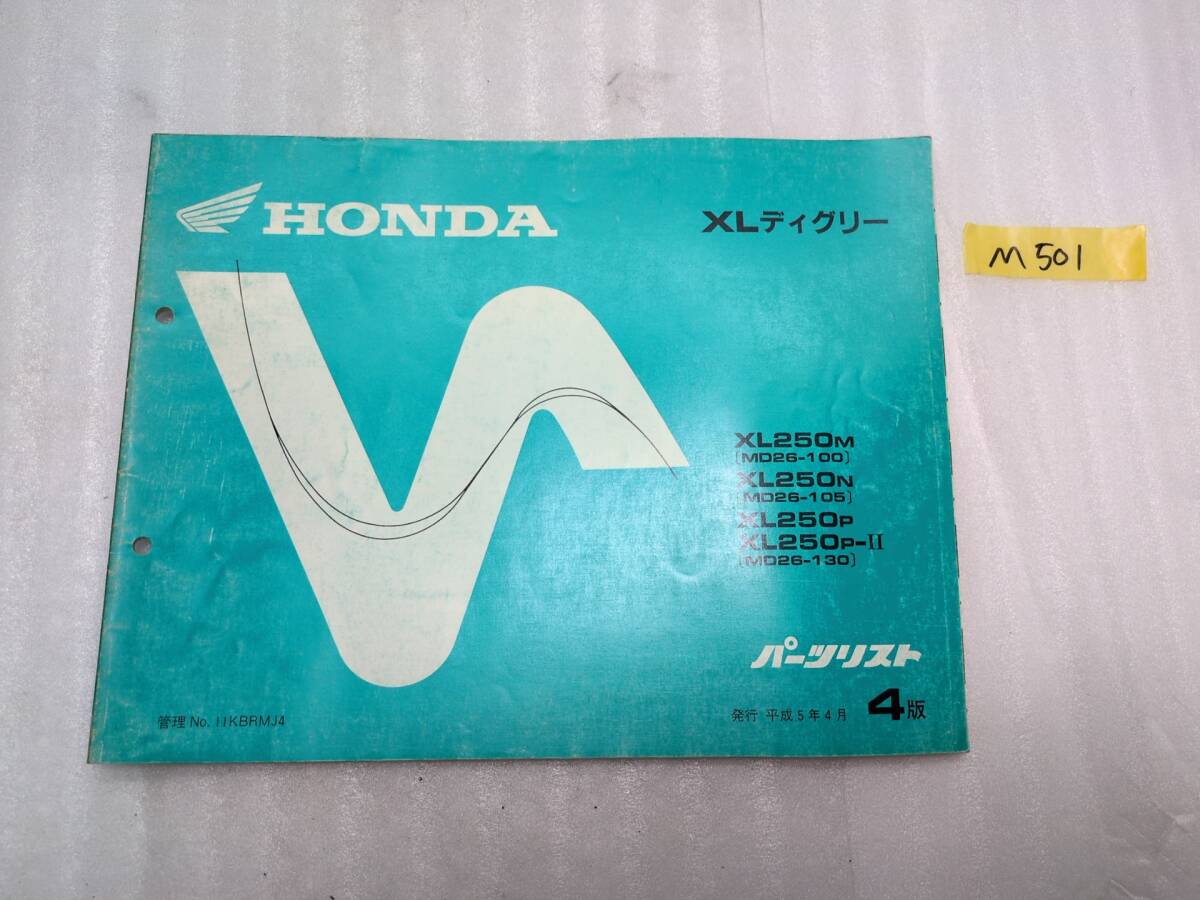 HONDA
XLディグリー
M501
XL250M
[MD26-100]
XL250N
[MD26-105]
XL250P
XL250P-II
[MD26-130]
パーツリスト
管理 No. 11KBRMJ4
発行 平成5年4月 4版